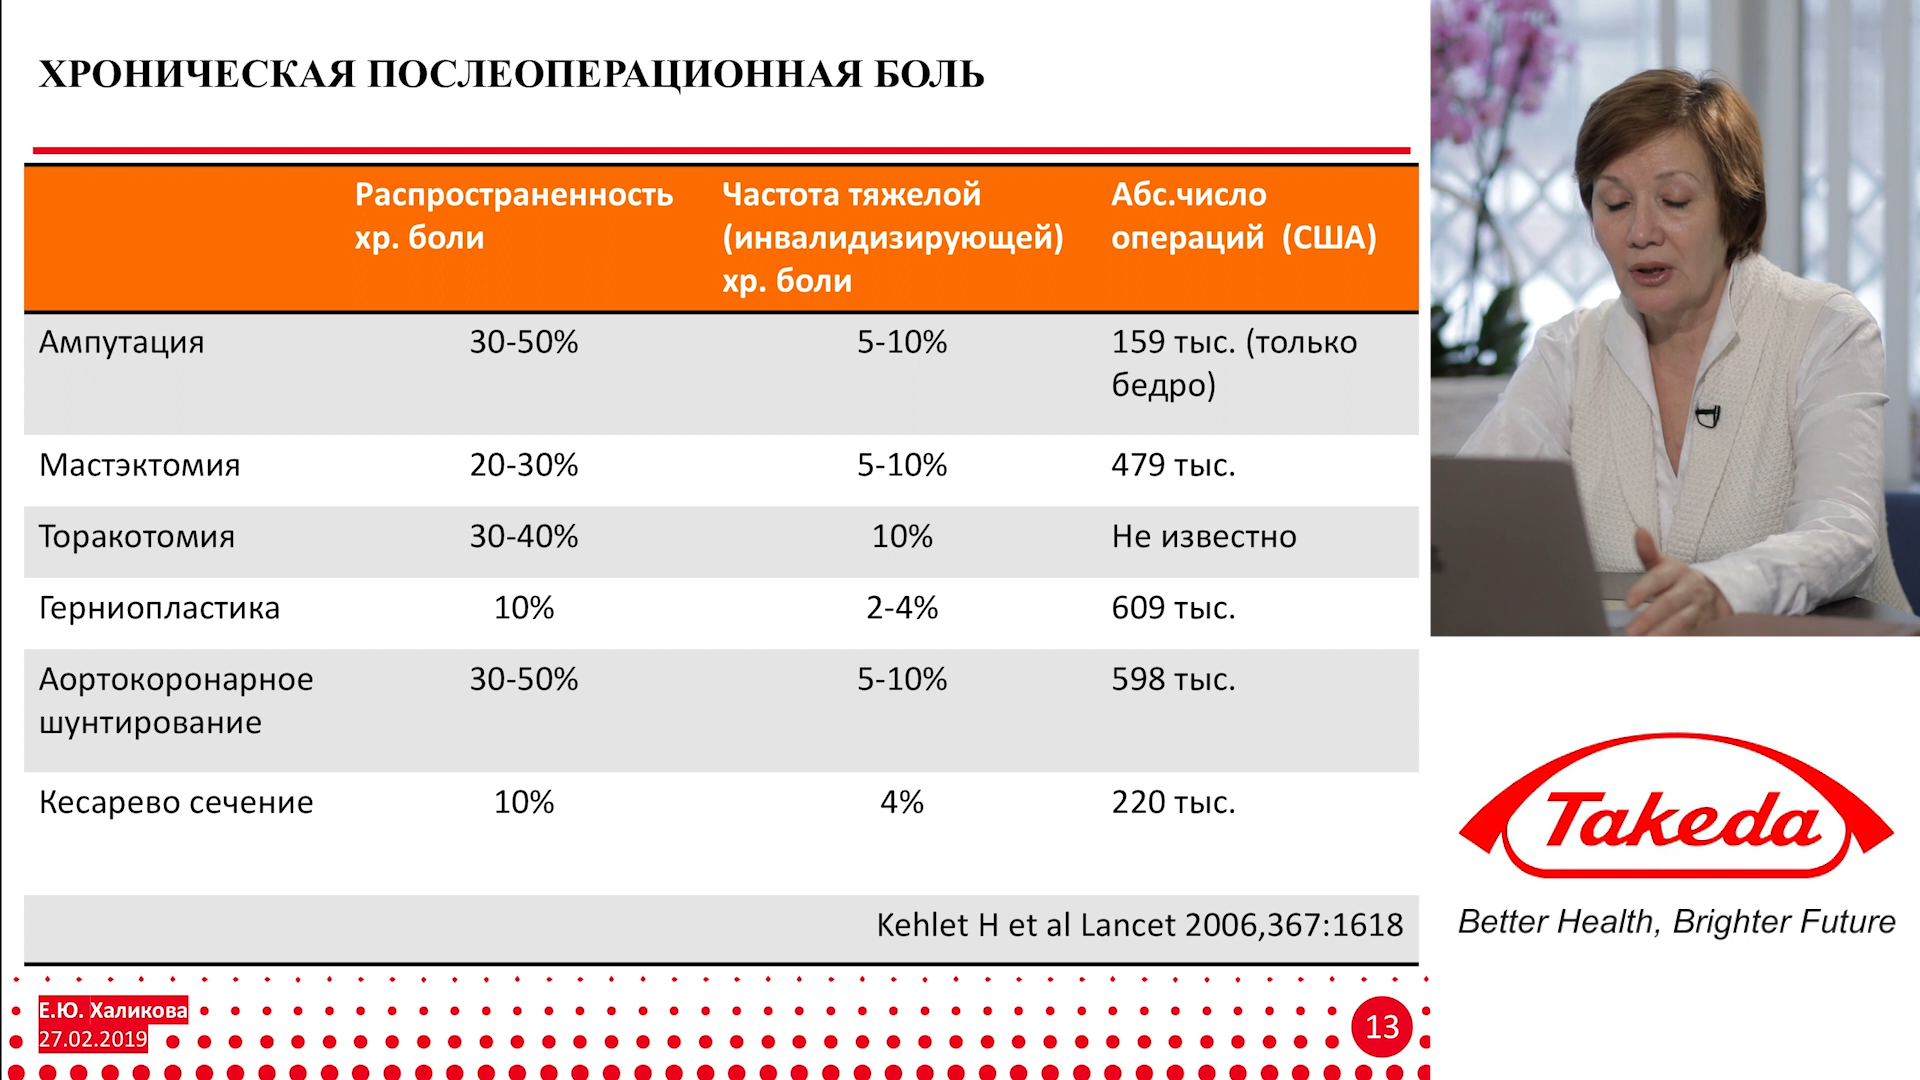 ХРОНИЧЕСКАЯ ПОСЛЕОПЕРАЦИОННАЯ БОЛЬ
Распространенность хр. боли
Частота тяжелой (инвалидизирующей) хр. боли
Абс.число операций (США)
Ампутация 30-50% 5-10% 159 тыс. (только бедро)
Мастэктомия 20-30% 5-10% 479 тыс.
Торакотомия 30-40% 10% Не известно
Герниопластика 10% 2-4% 609 тыс.
Аортокоронарное шунтирование 30-50% 5-10% 598 тыс.
Кесарево сечение 10% 4% 220 тыс.
Kehlet H et al Lancet 2006,367:1618
Е.Ю. Халикова
27.02.2019
13
Takeda
Better Health, Brighter Future